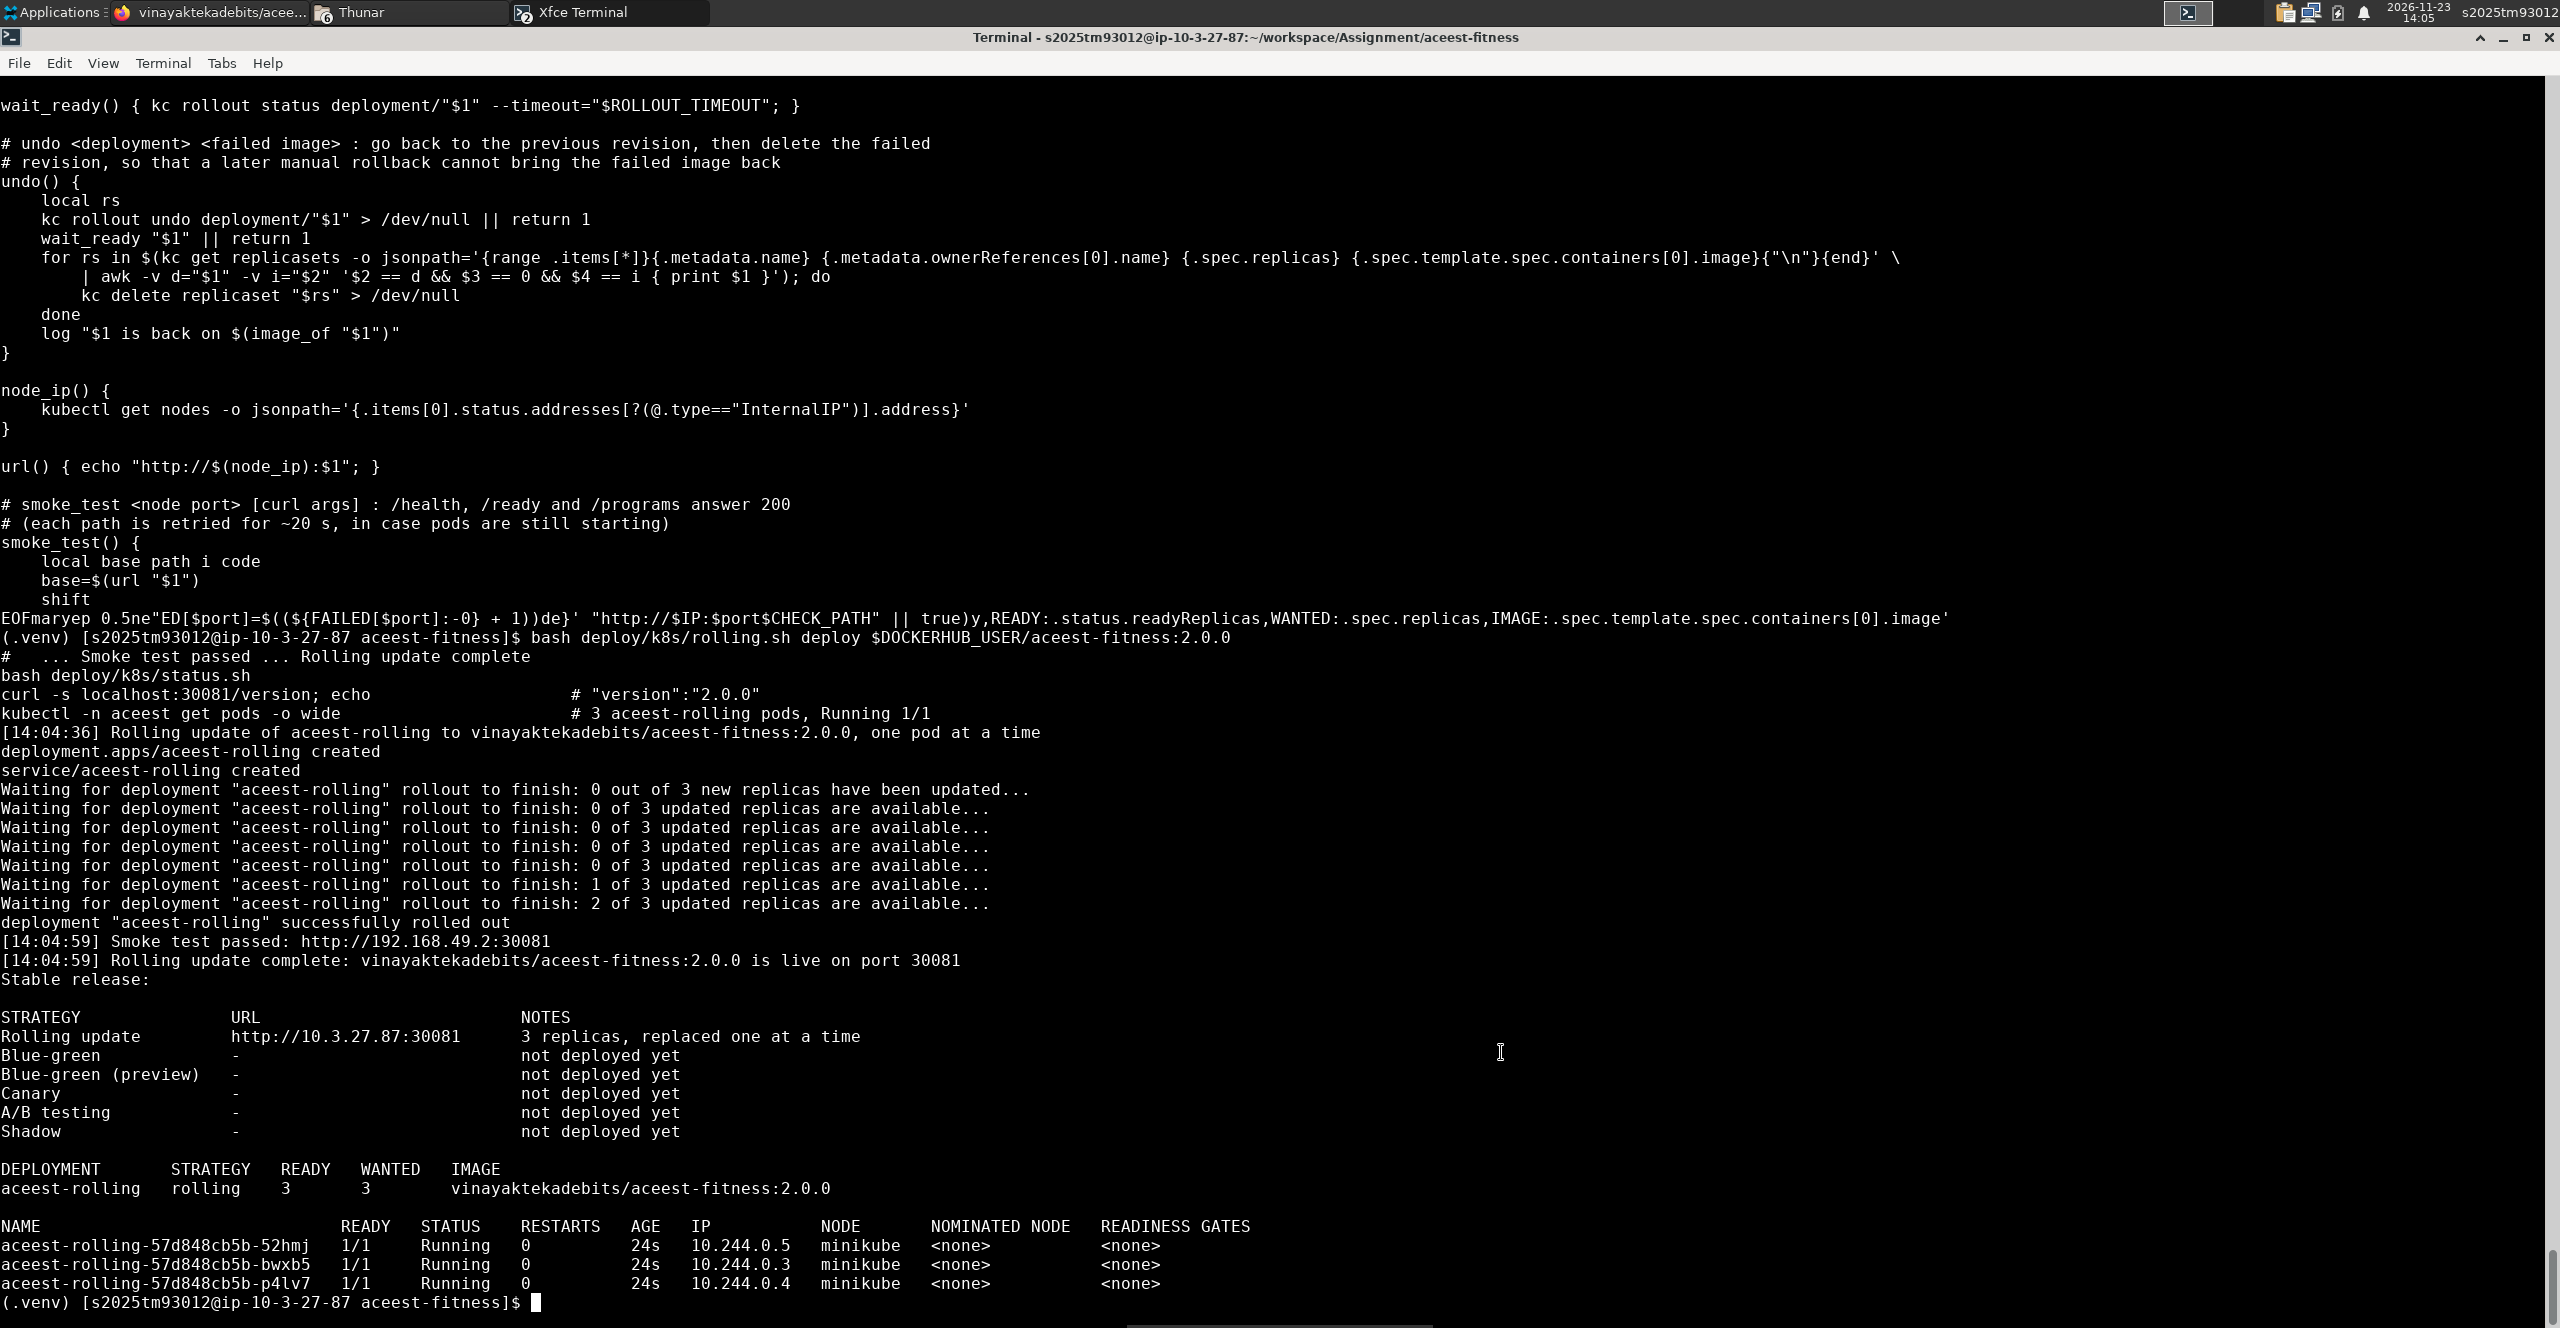 Applications
vinayaktekadebits/acee...
6
Thunar
2
Xfce Terminal
2026-11-23
14:05
s2025tm93012
Terminal - s2025tm93012@ip-10-3-27-87:~/workspace/Assignment/aceest-fitness
File Edit View Terminal Tabs Help
wait_ready() { kc rollout status deployment/"$1" --timeout="$ROLLOUT_TIMEOUT"; }
# undo <deployment> <failed image> : go back to the previous revision, then delete the failed
# revision, so that a later manual rollback cannot bring the failed image back
undo() {
    local rs
    kc rollout undo deployment/"$1" > /dev/null || return 1
    wait_ready "$1" || return 1
    for rs in $(kc get replicasets -o jsonpath='{range .items[*]}{.metadata.name} {.metadata.ownerReferences[0].name} {.spec.replicas} {.spec.template.spec.containers[0].image}{"\n"}{end}' \
        | awk -v d="$1" -v i="$2" '$2 == d && $3 == 0 && $4 == i { print $1 }'); do
        kc delete replicaset "$rs" > /dev/null
    done
    log "$1 is back on $(image_of "$1")"
}
node_ip() {
    kubectl get nodes -o jsonpath='{.items[0].status.addresses[?(@.type=="InternalIP")].address}'
}
url() { echo "http://$(node_ip):$1"; }
# smoke_test <node port> [curl args] : /health, /ready and /programs answer 200
# (each path is retried for ~20 s, in case pods are still starting)
smoke_test() {
    local base path i code
    base=$(url "$1")
    shift
EOFmaryep 0.5ne"ED[$port]=$((${FAILED[$port]:-0} + 1))de}' "http://$IP:$port$CHECK_PATH" || true)y,READY:.status.readyReplicas,WANTED:.spec.replicas,IMAGE:.spec.template.spec.containers[0].image'
(.venv) [s2025tm93012@ip-10-3-27-87 aceest-fitness]$ bash deploy/k8s/rolling.sh deploy $DOCKERHUB_USER/aceest-fitness:2.0.0
#   ... Smoke test passed ... Rolling update complete
bash deploy/k8s/status.sh
curl -s localhost:30081/version; echo                    # "version":"2.0.0"
kubectl -n aceest get pods -o wide                       # 3 aceest-rolling pods, Running 1/1
[14:04:36] Rolling update of aceest-rolling to vinayaktekadebits/aceest-fitness:2.0.0, one pod at a time
deployment.apps/aceest-rolling created
service/aceest-rolling created
Waiting for deployment "aceest-rolling" rollout to finish: 0 out of 3 new replicas have been updated...
Waiting for deployment "aceest-rolling" rollout to finish: 0 of 3 updated replicas are available...
Waiting for deployment "aceest-rolling" rollout to finish: 0 of 3 updated replicas are available...
Waiting for deployment "aceest-rolling" rollout to finish: 0 of 3 updated replicas are available...
Waiting for deployment "aceest-rolling" rollout to finish: 0 of 3 updated replicas are available...
Waiting for deployment "aceest-rolling" rollout to finish: 1 of 3 updated replicas are available...
Waiting for deployment "aceest-rolling" rollout to finish: 2 of 3 updated replicas are available...
deployment "aceest-rolling" successfully rolled out
[14:04:59] Smoke test passed: http://192.168.49.2:30081
[14:04:59] Rolling update complete: vinayaktekadebits/aceest-fitness:2.0.0 is live on port 30081
Stable release:
STRATEGY               URL                          NOTES
Rolling update         http://10.3.27.87:30081      3 replicas, replaced one at a time
Blue-green             -                            not deployed yet
Blue-green (preview)   -                            not deployed yet
Canary                 -                            not deployed yet
A/B testing            -                            not deployed yet
Shadow                 -                            not deployed yet
DEPLOYMENT       STRATEGY   READY   WANTED   IMAGE
aceest-rolling   rolling    3       3        vinayaktekadebits/aceest-fitness:2.0.0
NAME                              READY   STATUS    RESTARTS   AGE   IP           NODE       NOMINATED NODE   READINESS GATES
aceest-rolling-57d848cb5b-52hmj   1/1     Running   0          24s   10.244.0.5   minikube   <none>           <none>
aceest-rolling-57d848cb5b-bwxb5   1/1     Running   0          24s   10.244.0.3   minikube   <none>           <none>
aceest-rolling-57d848cb5b-p4lv7   1/1     Running   0          24s   10.244.0.4   minikube   <none>           <none>
(.venv) [s2025tm93012@ip-10-3-27-87 aceest-fitness]$